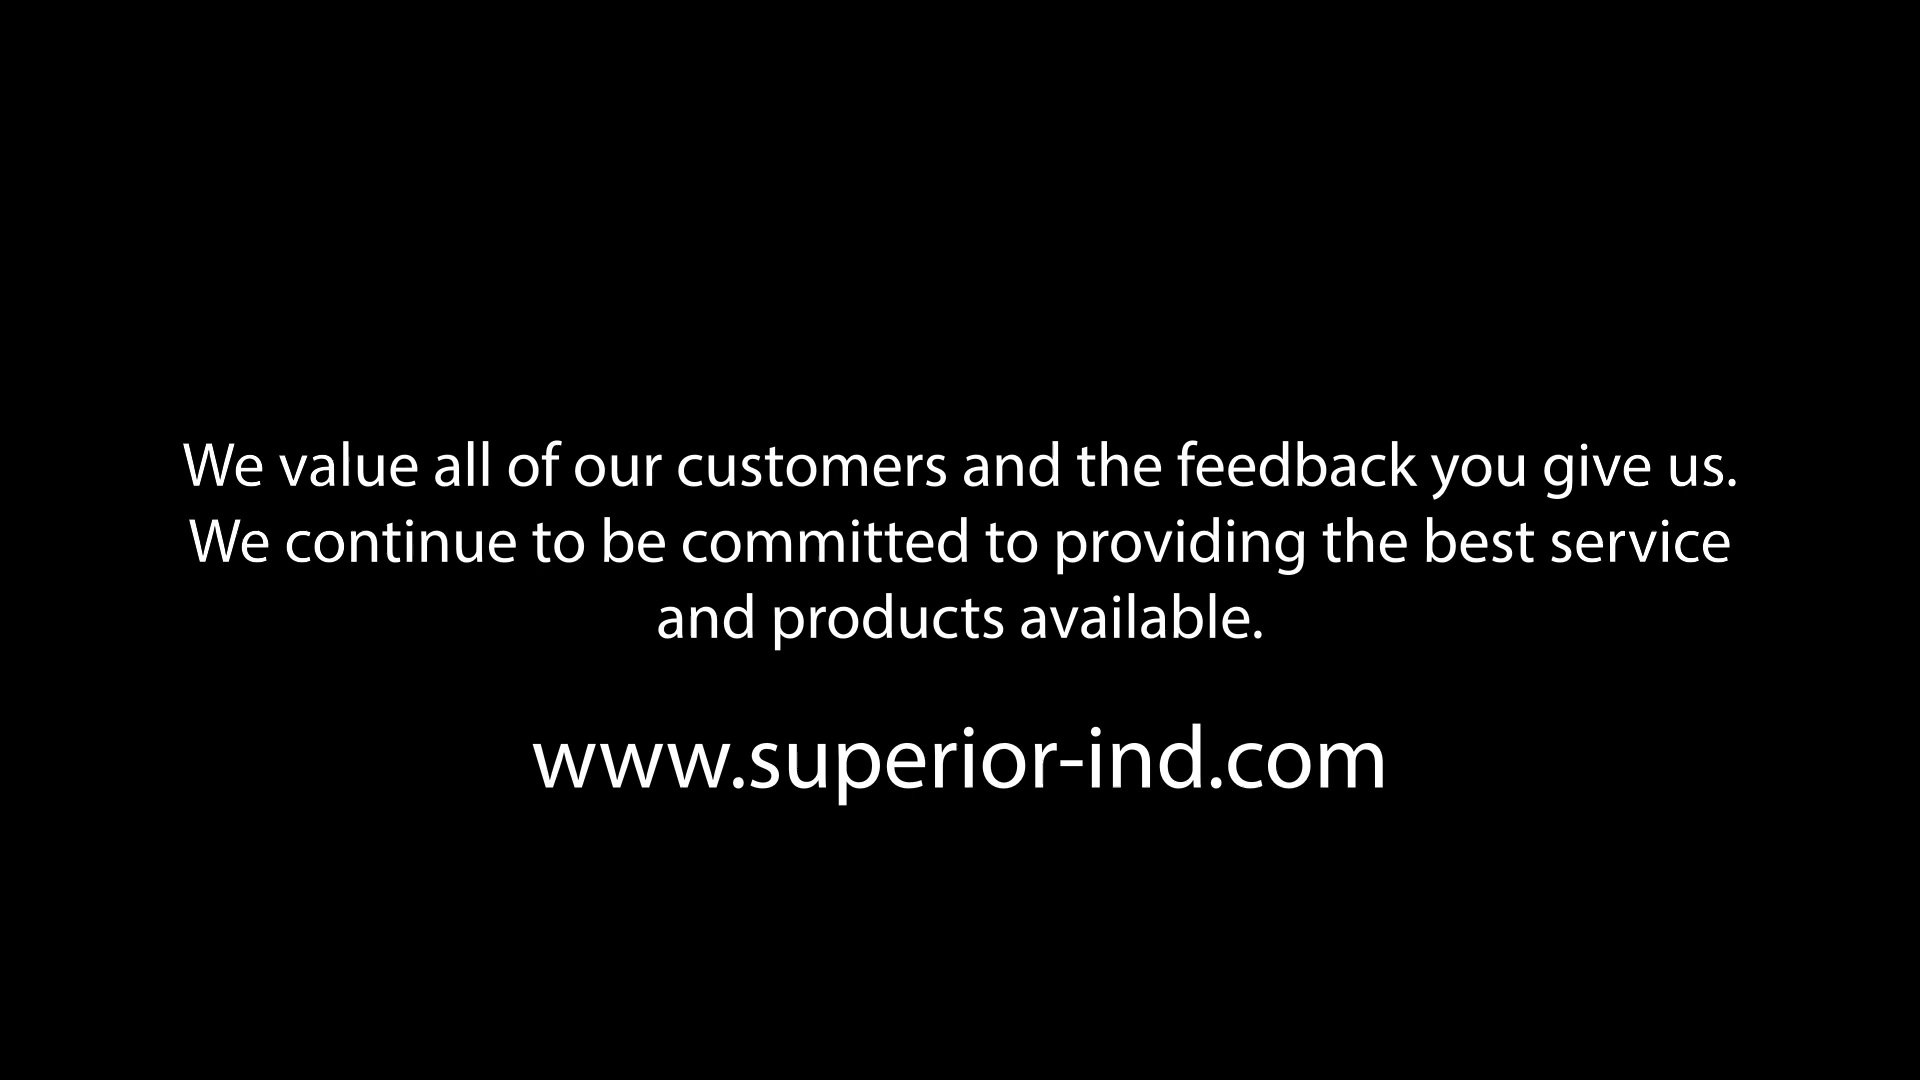 We value all of our customers and the feedback you give us.
We continue to be committed to providing the best service
and products available.
www.superior-ind.com